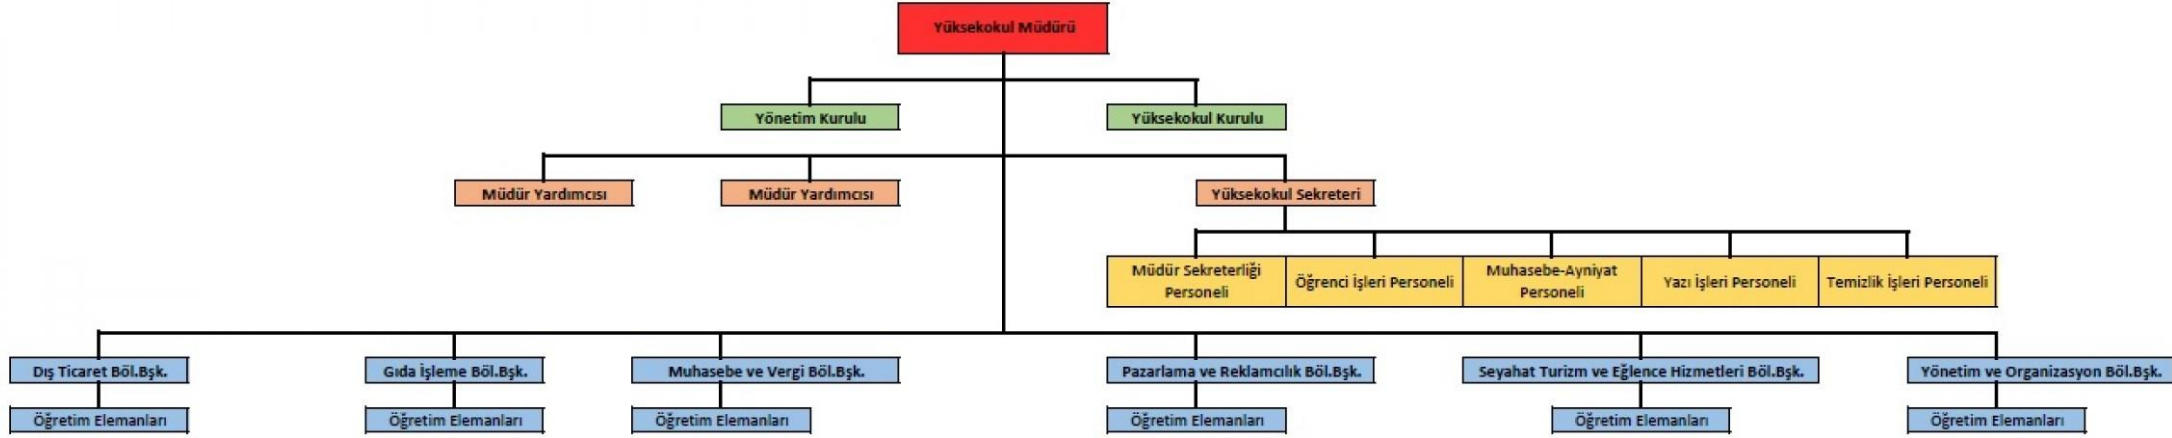 Yüksekokul Müdürü
Yönetim Kurulu
Yüksekokul Kurulu
Müdür Yardımcısı
Müdür Yardımcısı
Yüksekokul Sekreteri
Müdür Sekreterliği
Personeli
Öğrenci İşleri Personeli
Muhasebe-Ayniyat
Personeli
Yazı İşleri Personeli
Temizlik İşleri Personeli
Dış Ticaret Böl.Bşk.
Gıda İşleme Böl.Bşk.
Muhasebe ve Vergi Böl.Bşk.
Pazarlama ve Reklamcılık Böl.Bşk.
Seyahat Turizm ve Eğlence Hizmetleri Böl.Bşk.
Yönetim ve Organizasyon Böl.Bşk.
Öğretim Elemanları
Öğretim Elemanları
Öğretim Elemanları
Öğretim Elemanları
Öğretim Elemanları
Öğretim Elemanları